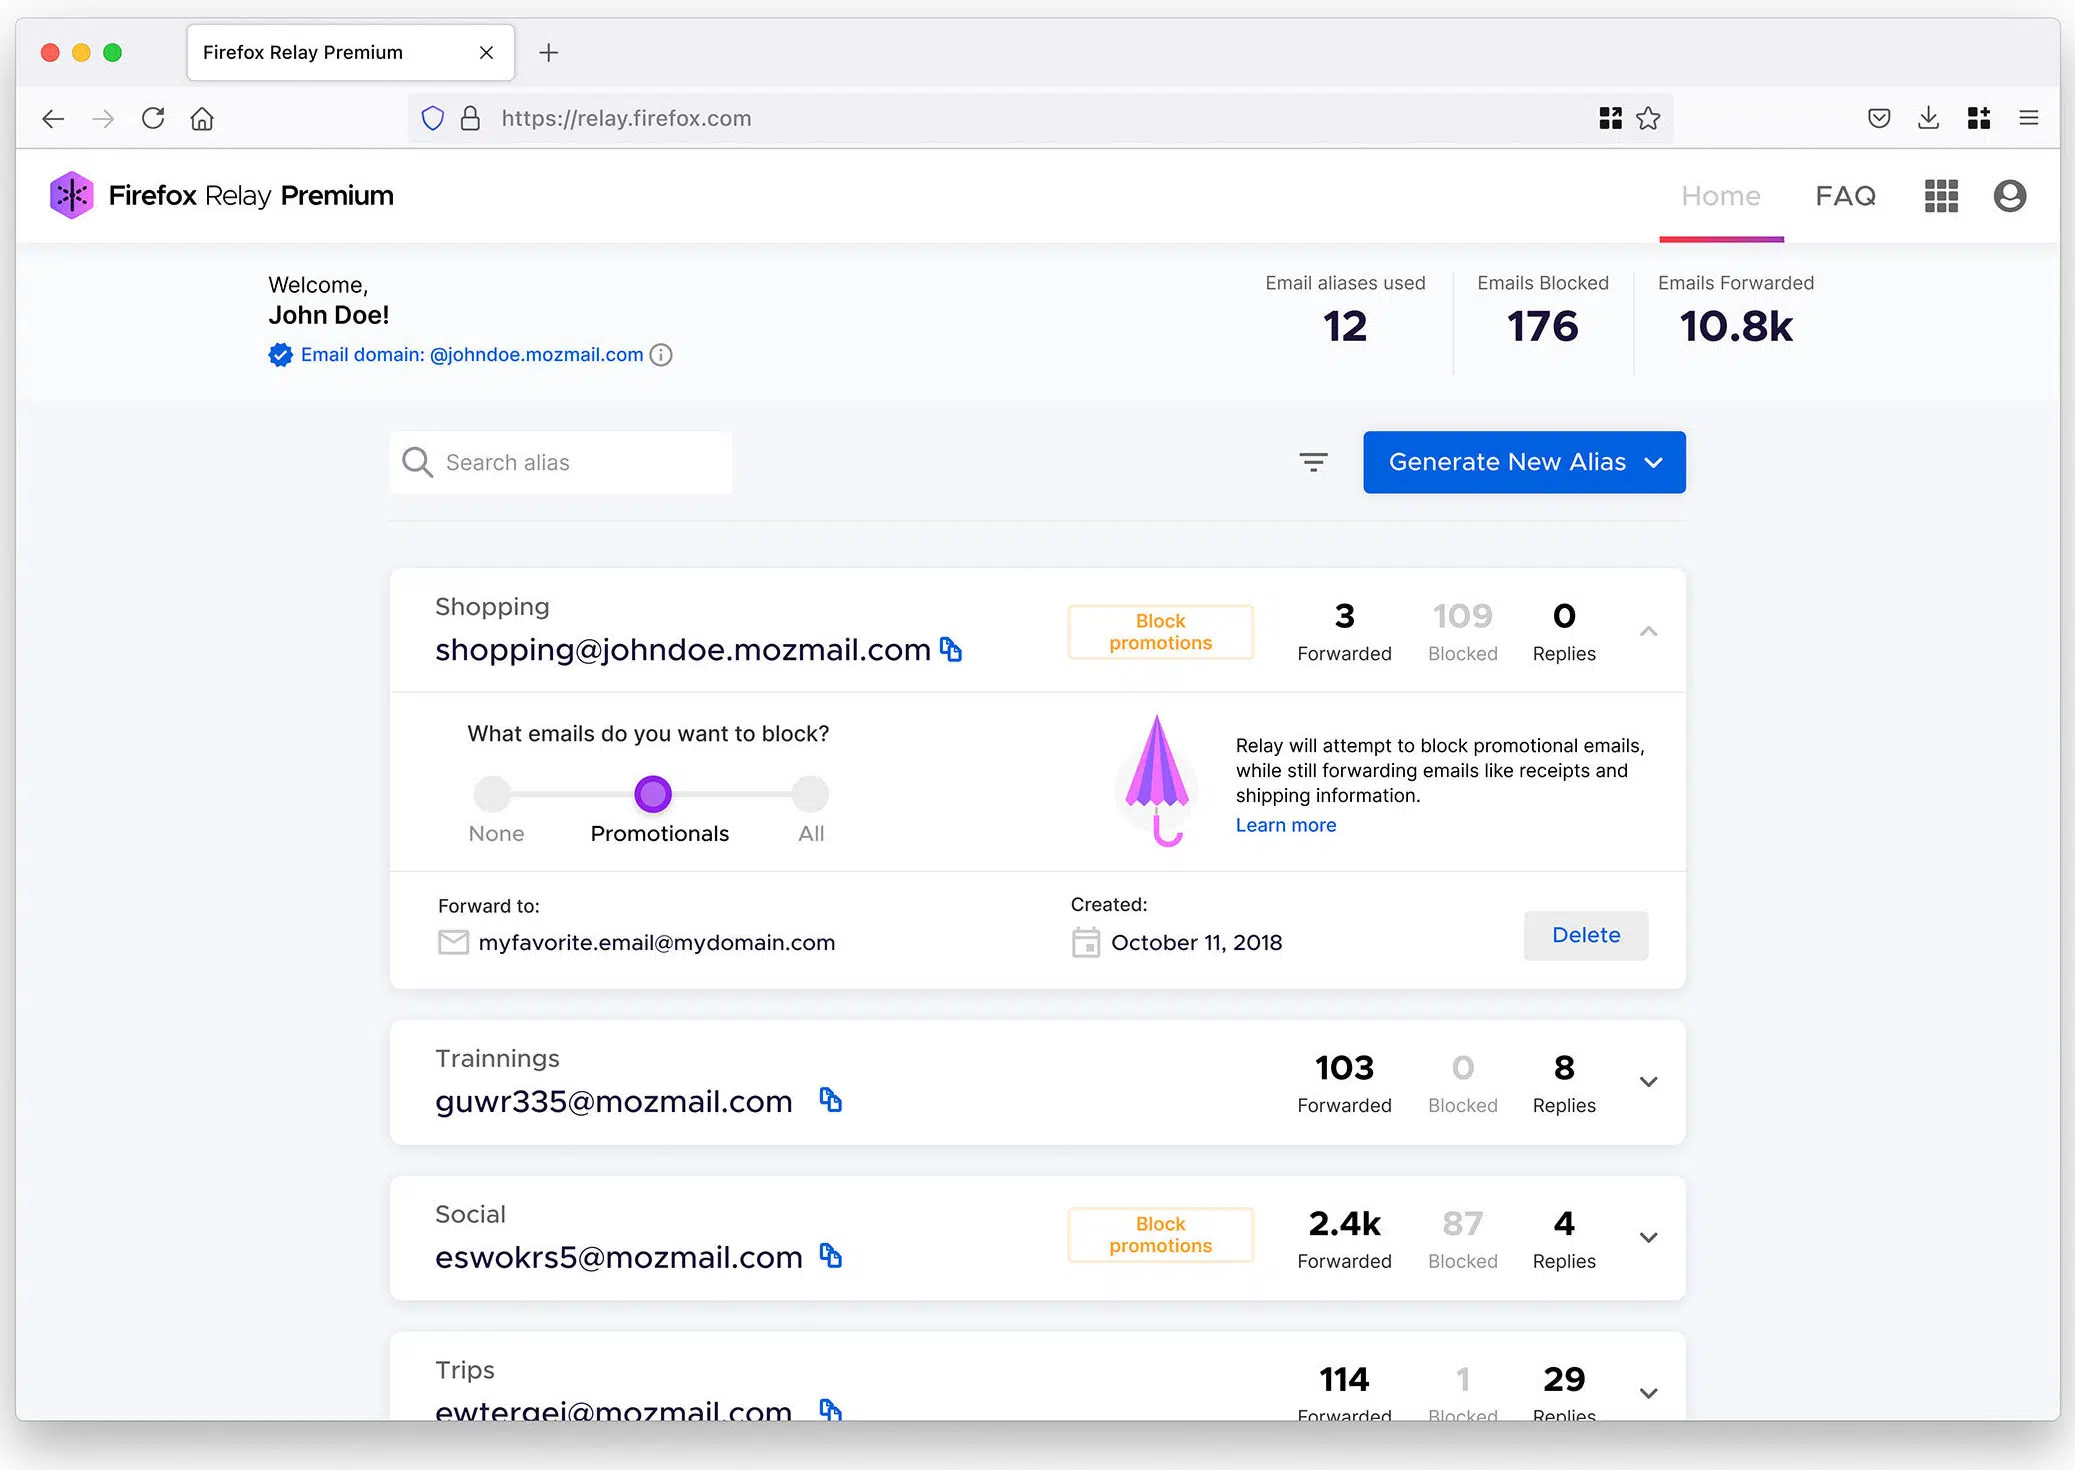 Firefox Relay Premium
https://relay.firefox.com
Firefox Relay Premium
Home
FAQ
Welcome,
John Doe!
Email domain: @johndoe.mozmail.com
Email aliases used
12
Emails Blocked
176
Emails Forwarded
10.8k
Search alias
Generate New Alias
Shopping
shopping@johndoe.mozmail.com
Block
promotions
3
Forwarded
109
Blocked
0
Replies
What emails do you want to block?
None
Promotionals
All
Relay will attempt to block promotional emails,
while still forwarding emails like receipts and
shipping information.
Learn more
Forward to:
myfavorite.email@mydomain.com
Created:
October 11, 2018
Delete
Trainnings
guwr335@mozmail.com
103
Forwarded
0
Blocked
8
Replies
Social
eswokrs5@mozmail.com
Block
promotions
2.4k
Forwarded
87
Blocked
4
Replies
Trips
ewtergei@mozmail.com
114
Forwarded
1
Blocked
29
Replies